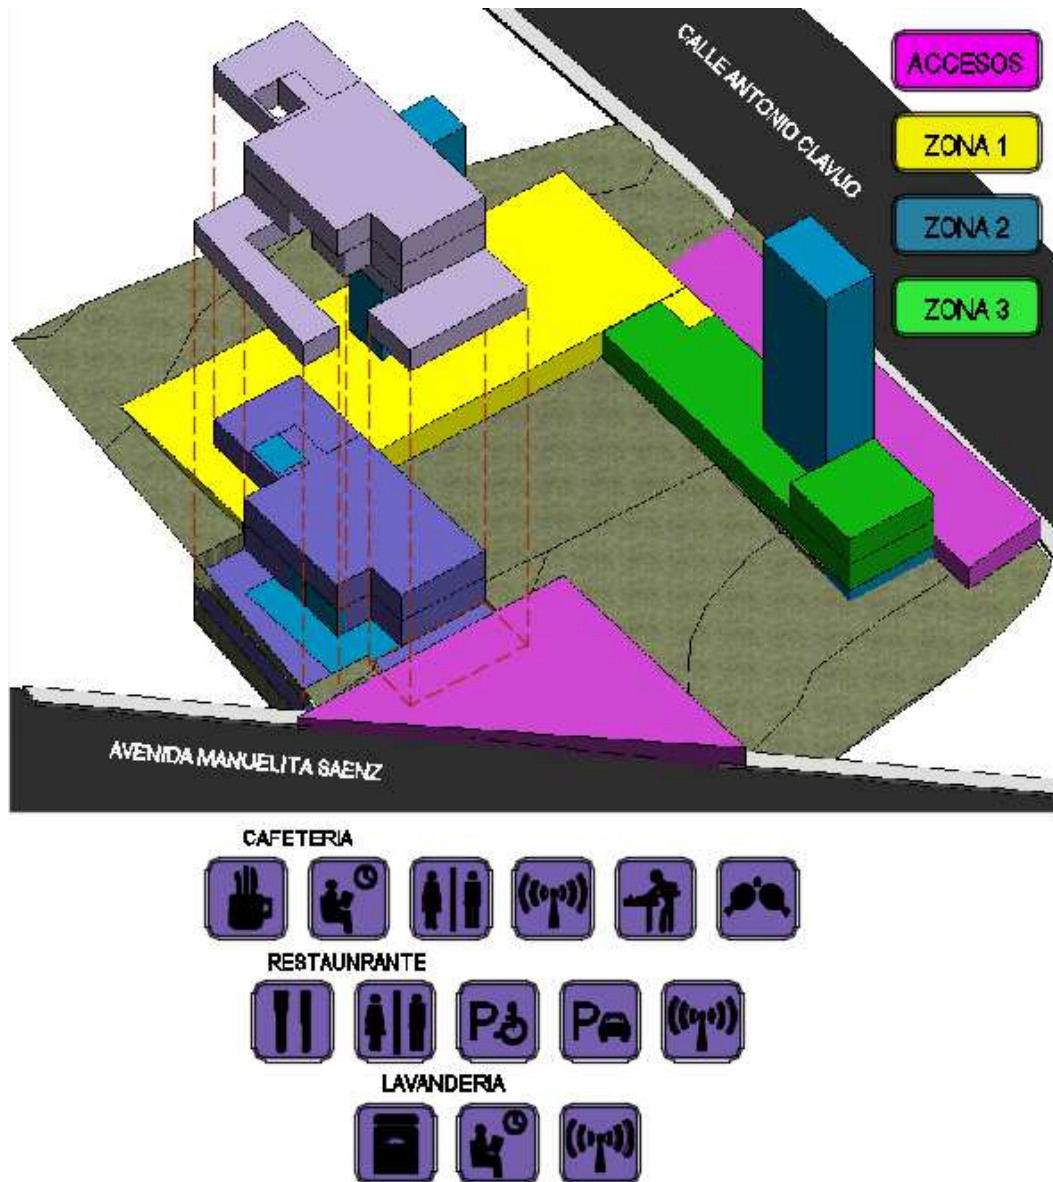 CALLE ANTONIO CLAVIJO
ACCESOS
ZONA 1
ZONA 2
ZONA 3
AVENIDA MANUELITA SAENZ
CAFETERIA
RESTAUNRANTE
P
P
LAVANDERIA